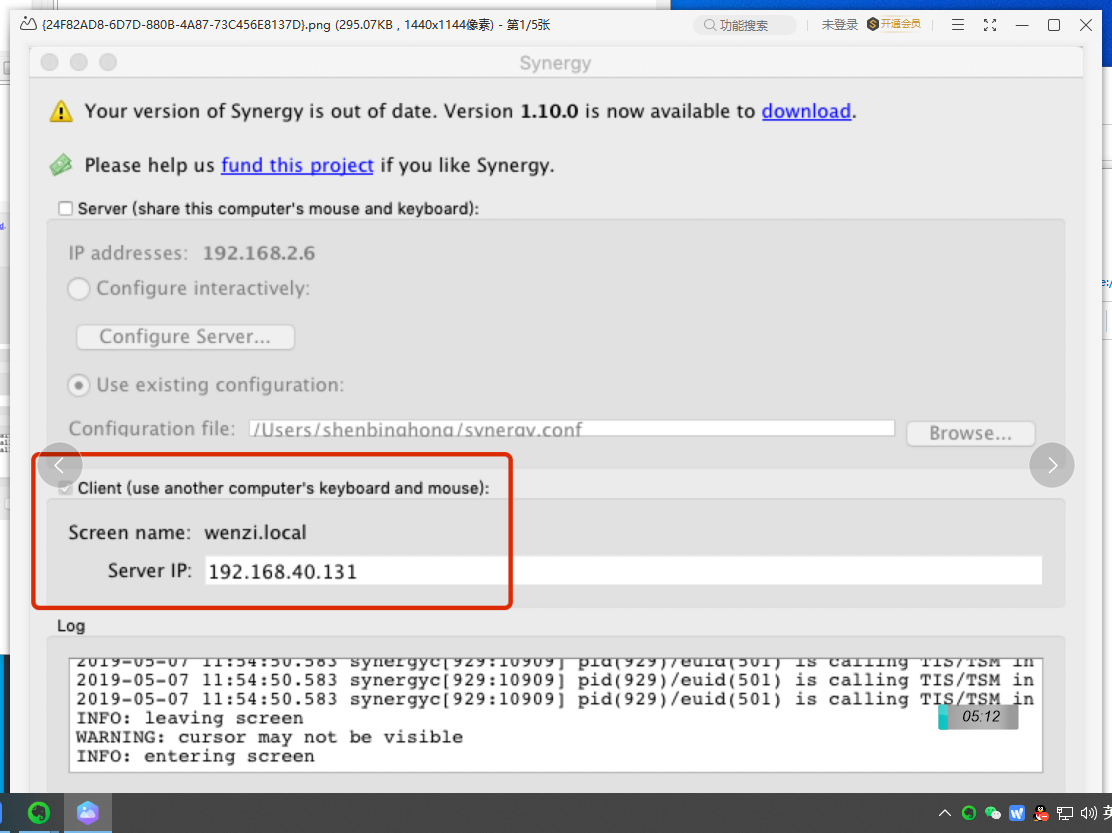 {24F82AD8-6D7D-880B-4A87-73C456E8137D}.png (295.07KB , 1440x1144像素) - 第1/5张
功能搜索
未登录
S 开通会员
Synergy
Your version of Synergy is out of date. Version 1.10.0 is now available to download.
Please help us fund this project if you like Synergy.
Server (share this computer's mouse and keyboard):
IP addresses: 192.168.2.6
Configure interactively:
Configure Server...
Use existing configuration:
Configuration file: /Users/shenbinghong/synergy.conf
Browse...
Client (use another computer's keyboard and mouse):
Screen name: wenzi.local
Server IP: 192.168.40.131
Log
2019-05-07 11:54:50.583 synergyc[929:10909] pid(929)/euid(501) is calling TIS/TSM in
2019-05-07 11:54:50.583 synergyc[929:10909] pid(929)/euid(501) is calling TIS/TSM in
2019-05-07 11:54:50.583 synergyc[929:10909] pid(929)/euid(501) is calling TIS/TSM in
INFO: leaving screen
WARNING: cursor may not be visible
INFO: entering screen
05:12
W
英